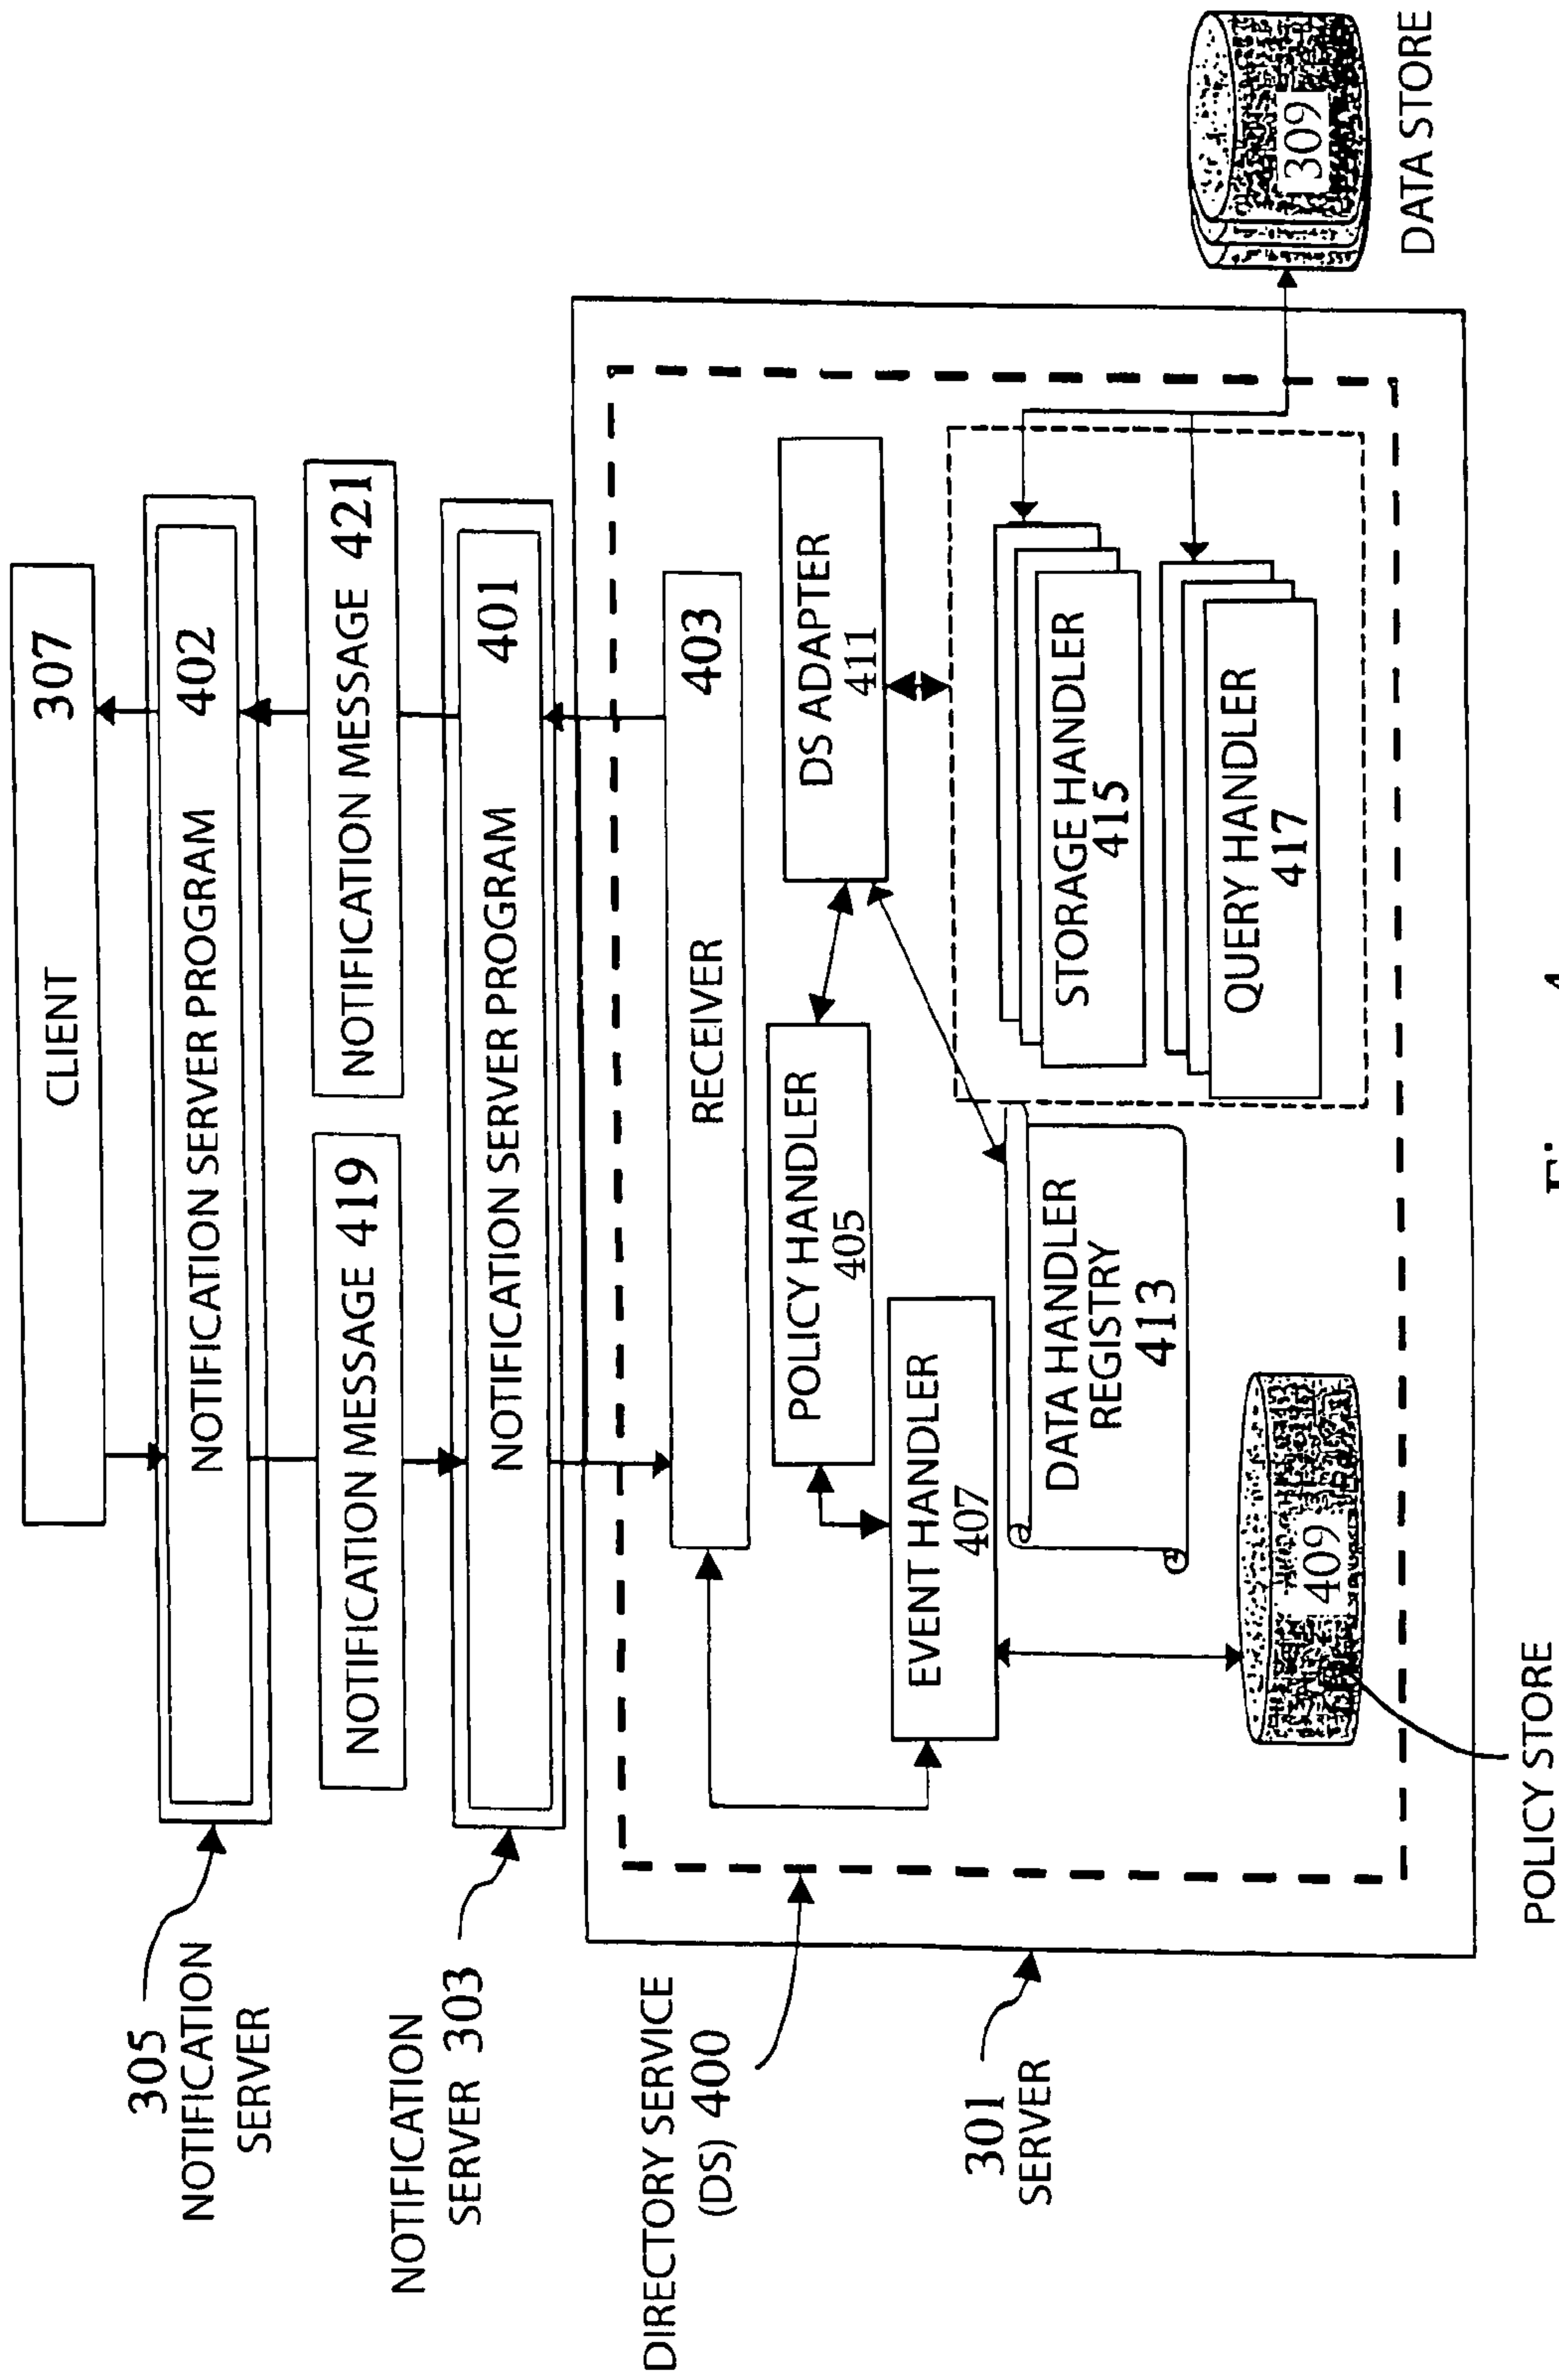 CLIENT 307
NOTIFICATION SERVER PROGRAM 402
305
NOTIFICATION
SERVER
NOTIFICATION MESSAGE 419
NOTIFICATION MESSAGE 421
NOTIFICATION SERVER PROGRAM 401
NOTIFICATION
SERVER 303
DIRECTORY SERVICE
(DS) 400
RECEIVER 403
POLICY HANDLER
405
DS ADAPTER
411
EVENT HANDLER
407
DATA HANDLER
REGISTRY
413
STORAGE HANDLER
415
QUERY HANDLER
417
301
SERVER
409
309
DATA STORE
POLICY STORE